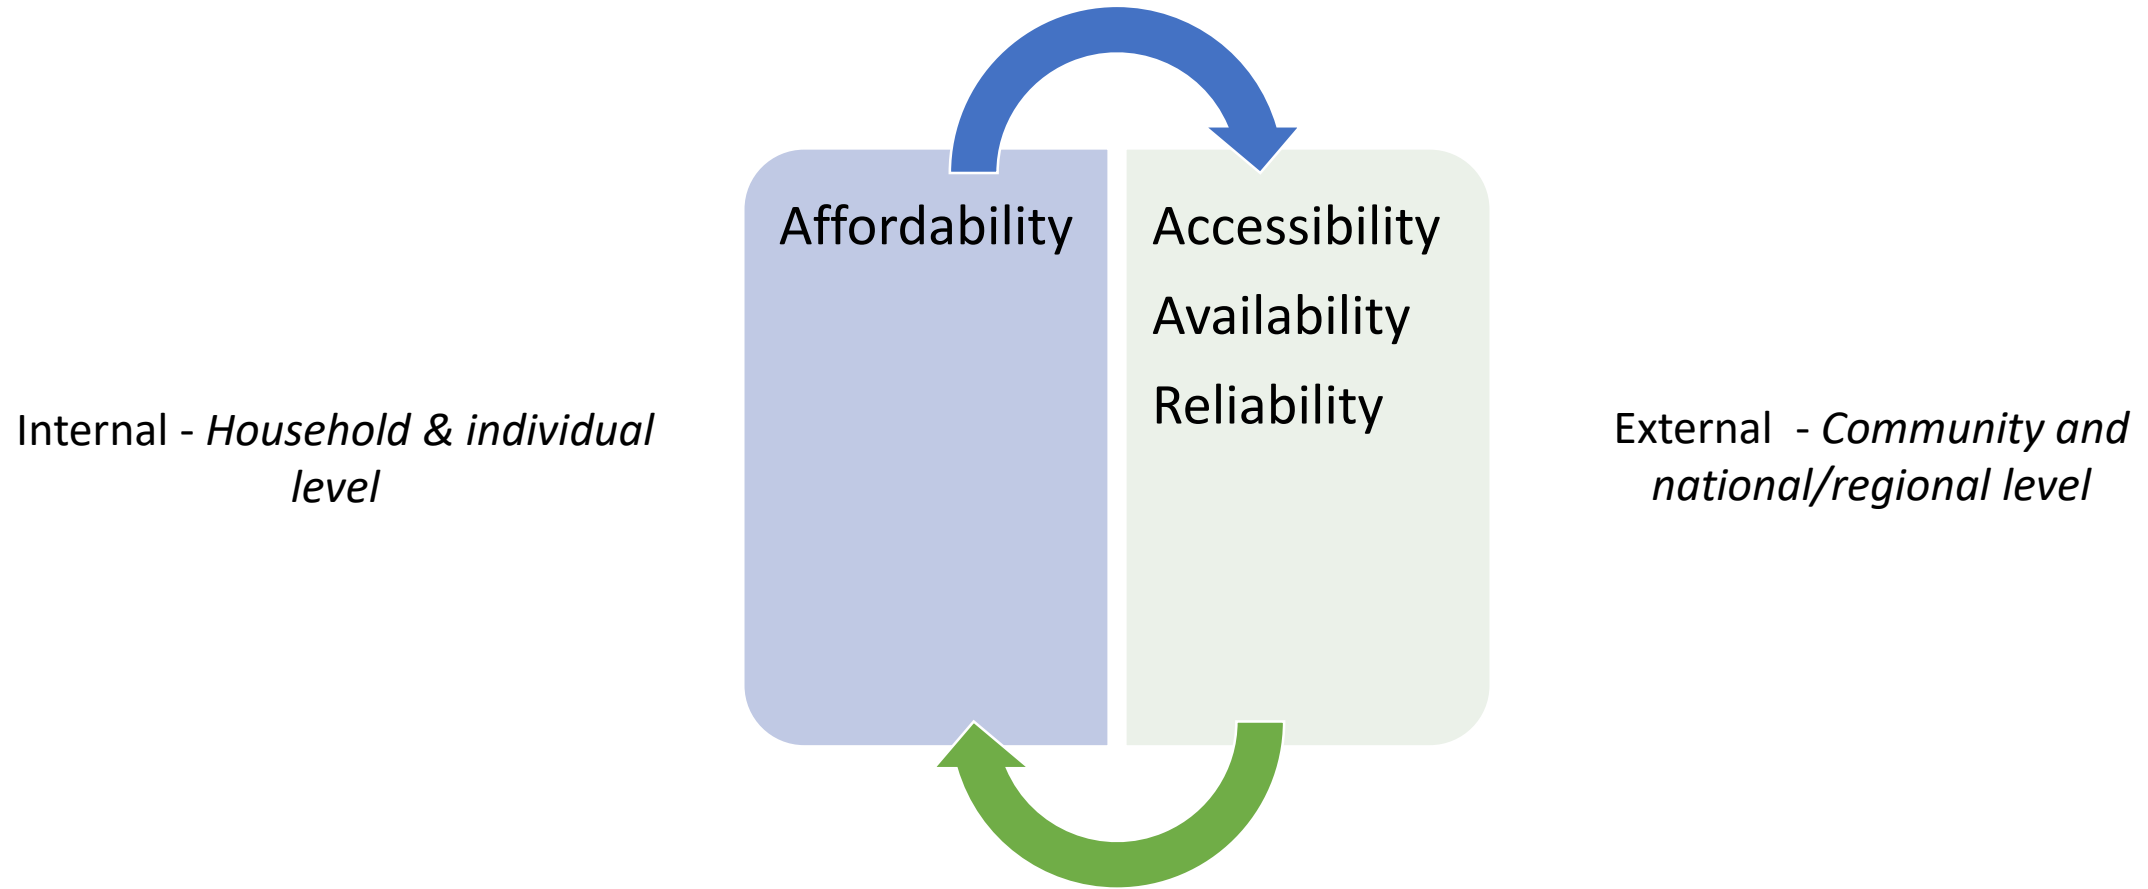 Affordability
Accessibility
Availability
Reliability
Internal - Household & individual
level
External  - Community and
national/regional level